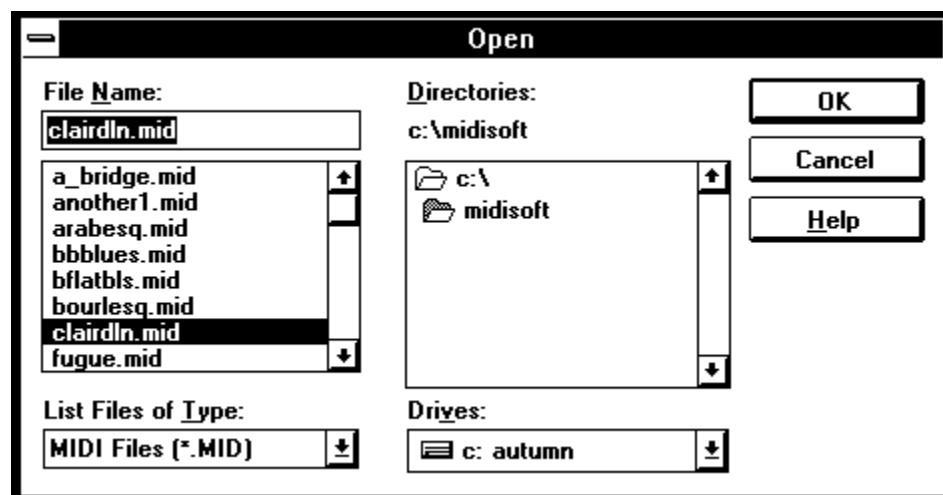 Open
File Name:
clairdln.mid
a_bridge.mid
another1.mid
arabesq.mid
bbblues.mid
bflatbls.mid
bourlesq.mid
clairdln.mid
fugue.mid
List Files of Type:
MIDI Files (*.MID)
Directories:
c:\midisoft
c:\
midisoft
Drives:
c: autumn
OK
Cancel
Help